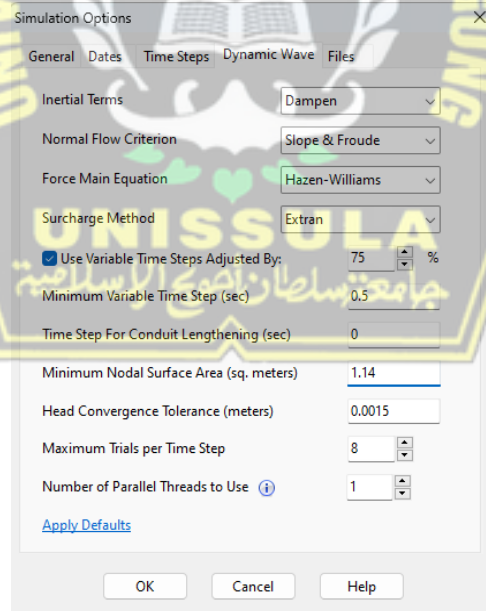 Simulation Options
General Dates Time Steps Dynamic Wave Files
Inertial Terms Dampen
Normal Flow Criterion Slope & Froude
Force Main Equation Hazen-Williams
Surcharge Method Extran
UNISSULA
Use Variable Time Steps Adjusted By: 75 %
جامعنساطان أجونج الإسلامية
Minimum Variable Time Step (sec) 0.5
Time Step For Conduit Lengthening (sec) 0
Minimum Nodal Surface Area (sq. meters) 1.14
Head Convergence Tolerance (meters) 0.0015
Maximum Trials per Time Step 8
Number of Parallel Threads to Use 1
Apply Defaults
OK Cancel Help